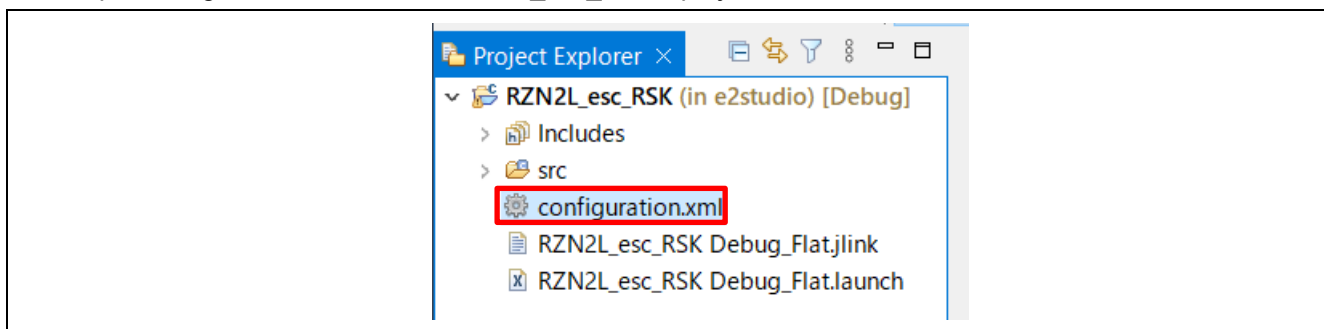 Project Explorer
RZN2L_esc_RSK (in e2studio) [Debug]
Includes
src
configuration.xml
RZN2L_esc_RSK Debug_Flat.jlink
RZN2L_esc_RSK Debug_Flat.launch